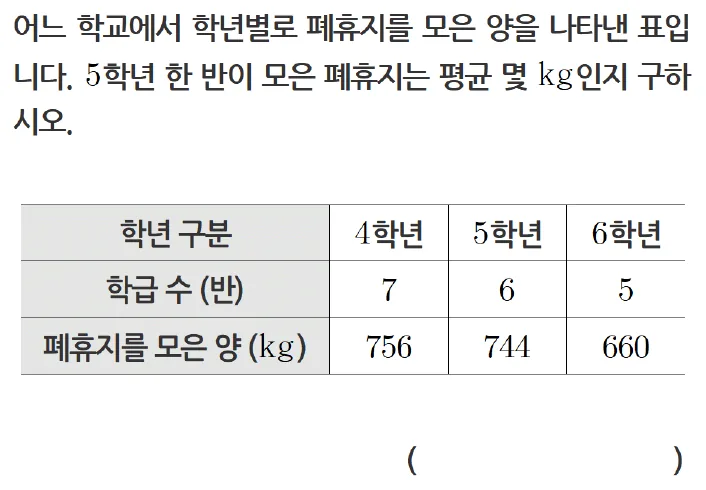 어느 학교에서 학년별로 폐휴지를 모은 양을 나타낸 표입
니다. 5학년 한 반이 모은 폐휴지는 평균 몇 kg인지 구하
시오.
학년 구분 4학년 5학년 6학년
학급 수 (반) 7 6 5
폐휴지를 모은 양 (kg) 756 744 660
( )